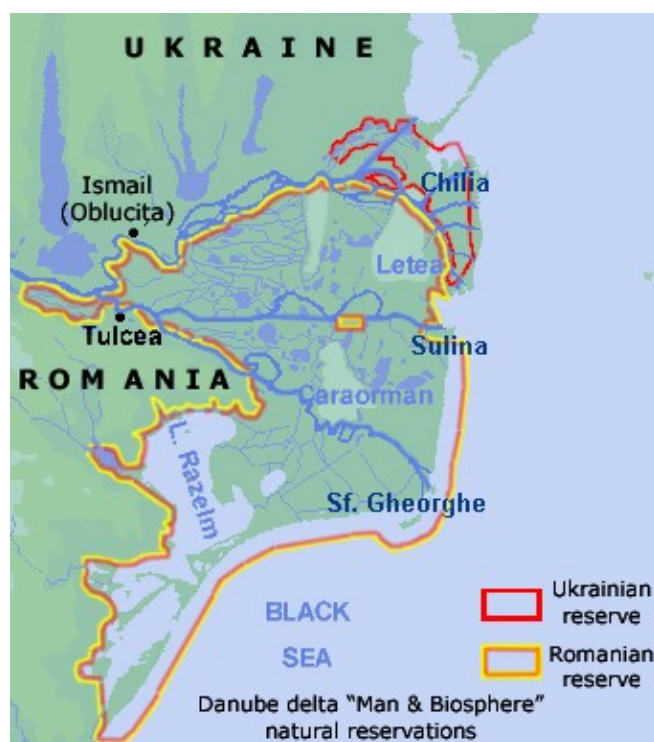 UKRAINE
Ismail
(Oblucița)
Chilia
Letea
Tulcea
Sulina
ROMANIA
Caraorman
L. Razelm
Sf. Gheorghe
BLACK
SEA
Ukrainian
reserve
Romanian
reserve
Danube delta "Man & Biosphere"
natural reservations